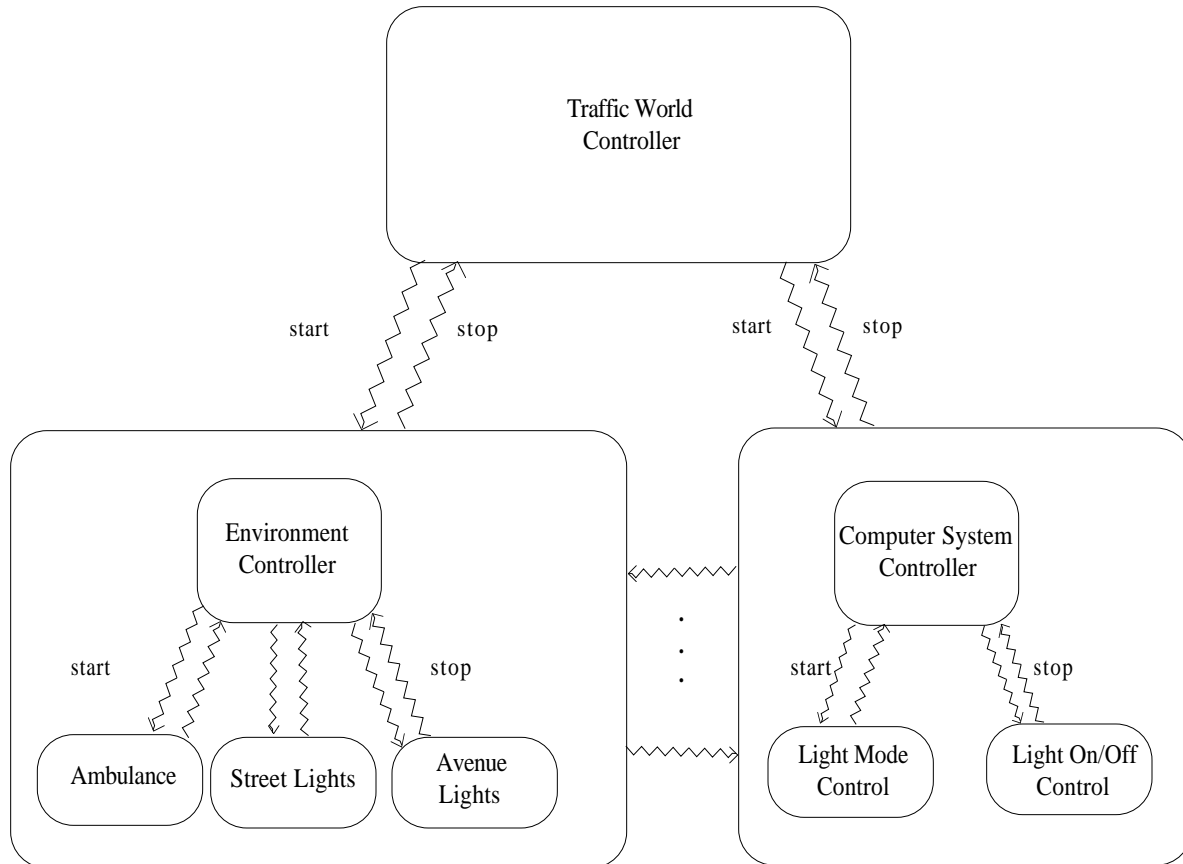 Traffic World
Controller
start
stop
start
stop
Environment
Controller
start
stop
Ambulance
Street Lights
Avenue
Lights
Computer System
Controller
start
stop
Light Mode
Control
Light On/Off
Control